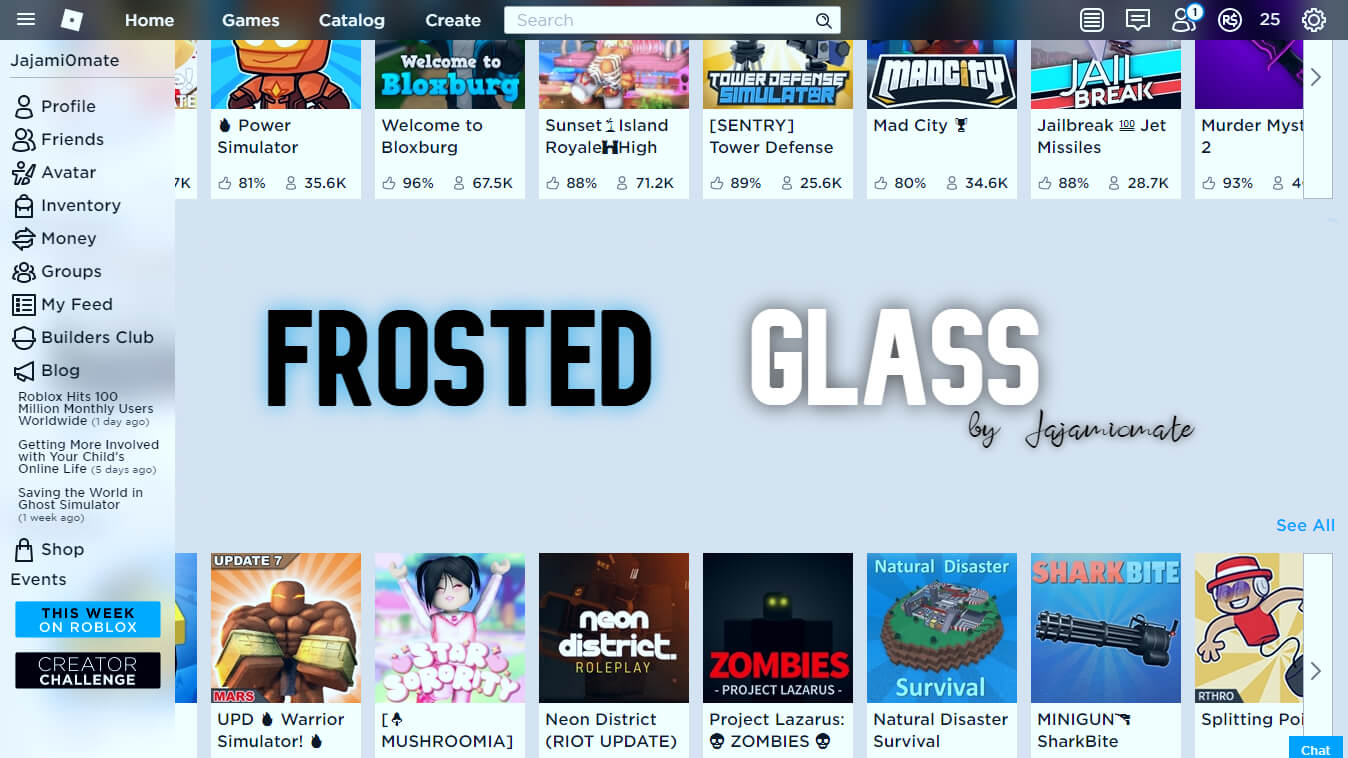 Home Games Catalog Create Search 1 25
Jajami0mate
Profile
Friends
Avatar
Inventory
Money
Groups
My Feed
Builders Club
Blog
Roblox Hits 100
Million Monthly Users
Worldwide (1 day ago)
Getting More Involved
with Your Child's
Online Life (5 days ago)
Saving the World in
Ghost Simulator
(1 week ago)
Shop
Events
THIS WEEK
ON ROBLOX
CREATOR
CHALLENGE
7K
Power
Simulator
81% 35.6K
Welcome to
Bloxburg
Welcome to
Bloxburg
96% 67.5K
Sunset Island
Royale High
88% 71.2K
TOWER DEFENSE
SIMULATOR
[SENTRY]
Tower Defense
89% 25.6K
MADCITY
Mad City
80% 34.6K
JAIL
BREAK
Jailbreak 💯 Jet
Missiles
88% 28.7K
Murder Myst
2
93% 4
FROSTED GLASS
by Jajamiomate
See All
UPDATE 7
MARS
UPD Warrior
Simulator!
STAR
SORORITY
[
MUSHROOMIA]
neon
district.
ROLEPLAY
Neon District
(RIOT UPDATE)
ZOMBIES
- PROJECT LAZARUS -
Project Lazarus:
ZOMBIES
Natural Disaster
Survival
Natural Disaster
Survival
SHARKBITE
MINIGUN
SharkBite
RTHRO
Splitting Poi
Chat